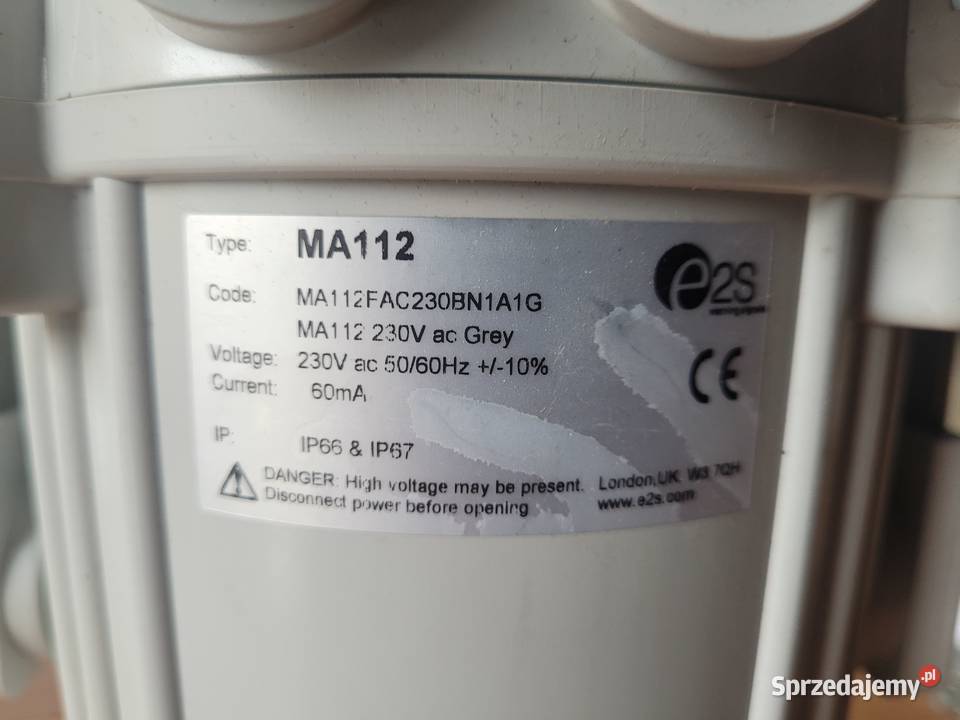 Type: MA112
e2s
Code: MA112FAC230BN1A1G
MA112 230V ac Grey
Voltage: 230V ac 50/60Hz +/-10%
Current: 60mA
CE
IP: IP66 & IP67
DANGER: High voltage may be present. London,UK. W3 7QH
Disconnect power before opening www.e2s.com
Sprzedajemy.pl